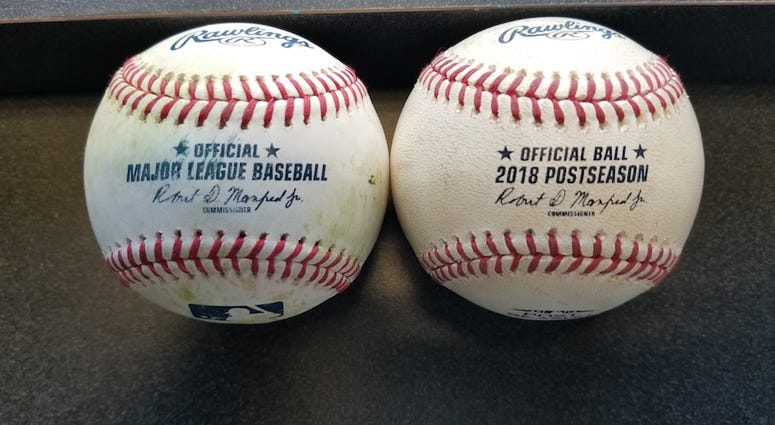 Rawlings
R
★ OFFICIAL ★
MAJOR LEAGUE BASEBALL
Robert D. Manfred Jr.
COMMISSIONER
Rawlings
R
★ OFFICIAL BALL ★
2018 POSTSEASON
Robert D. Manfred Jr.
COMMISSIONER